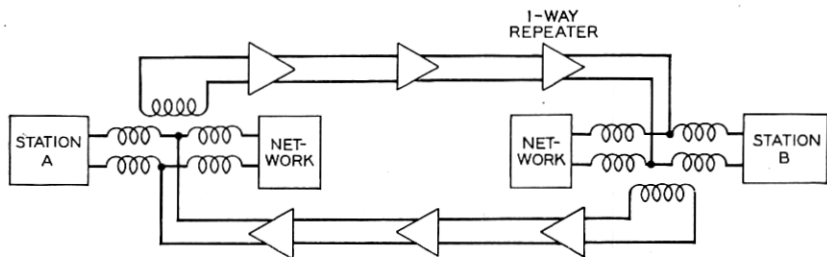 1-WAY
REPEATER
STATION
A
NET-
WORK
NET-
WORK
STATION
B